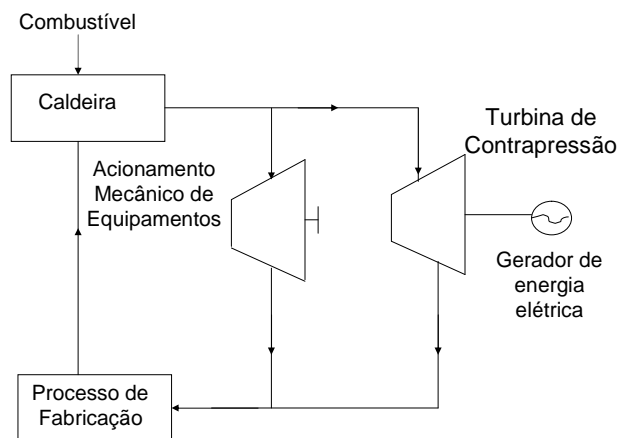 Combustível
Caldeira
Turbina de
Contrapressão
Acionamento
Mecânico de
Equipamentos
Gerador de
energia
elétrica
Processo de
Fabricação